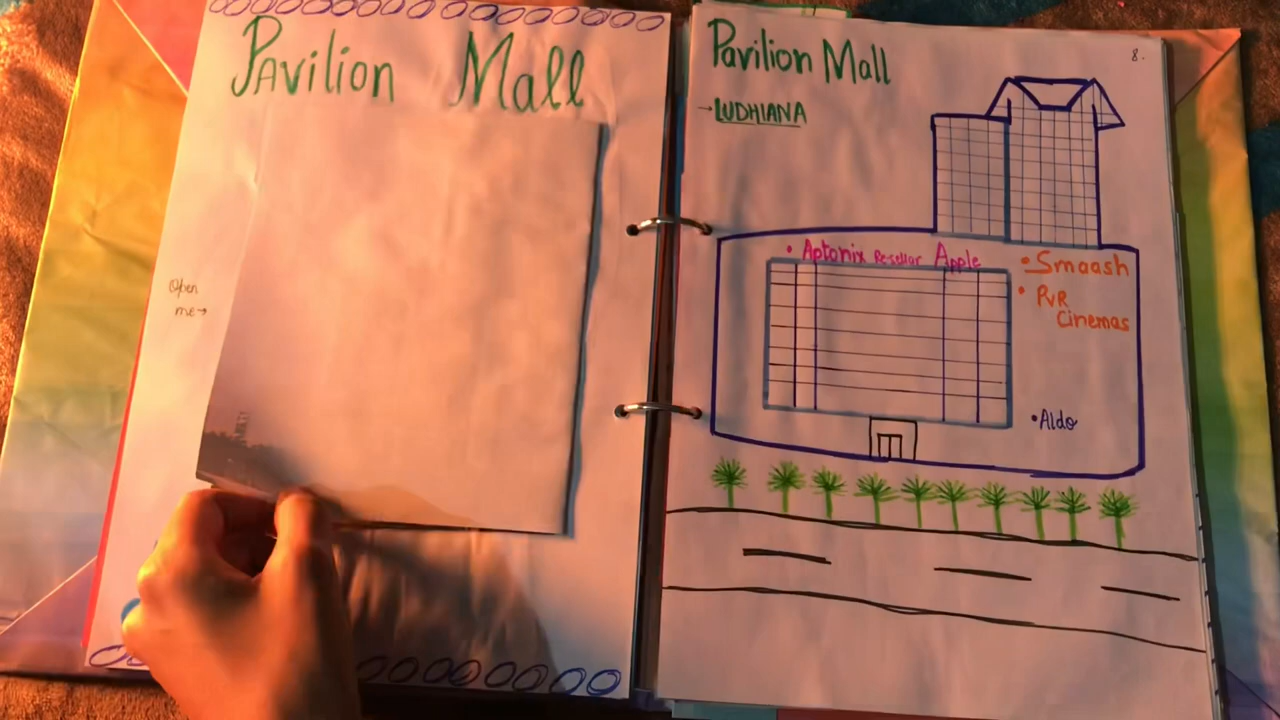 Pavilion Mall
Open
me→
Pavilion Mall
8.
→LUDHIANA
• Aptonix Reseller Apple
• Smaash
• PVR
Cinemas
• Aldo